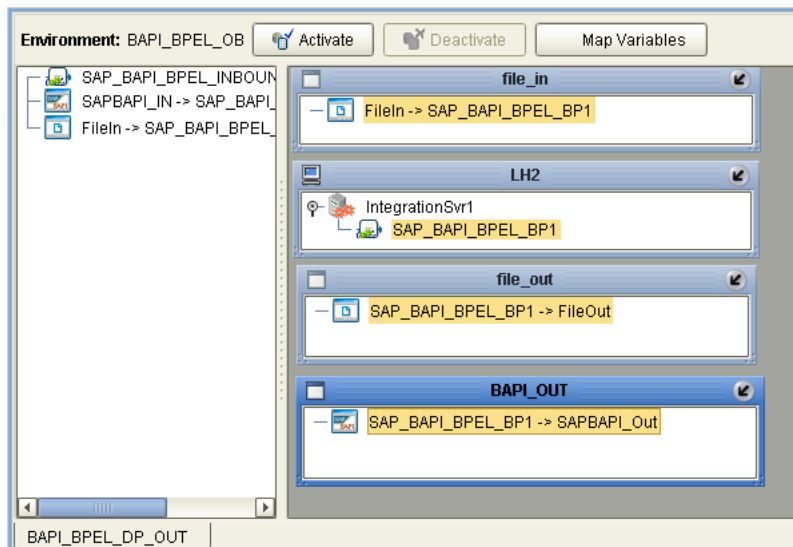 Environment: BAPI_BPEL_OB Activate Deactivate Map Variables
SAP_BAPI_BPEL_INBOUN
SAPBAPI_IN -> SAP_BAPI_
FileIn -> SAP_BAPI_BPEL_
file_in
FileIn -> SAP_BAPI_BPEL_BP1
LH2
IntegrationSvr1
SAP_BAPI_BPEL_BP1
file_out
SAP_BAPI_BPEL_BP1 -> FileOut
BAPI_OUT
SAP_BAPI_BPEL_BP1 -> SAPBAPI_Out
BAPI_BPEL_DP_OUT